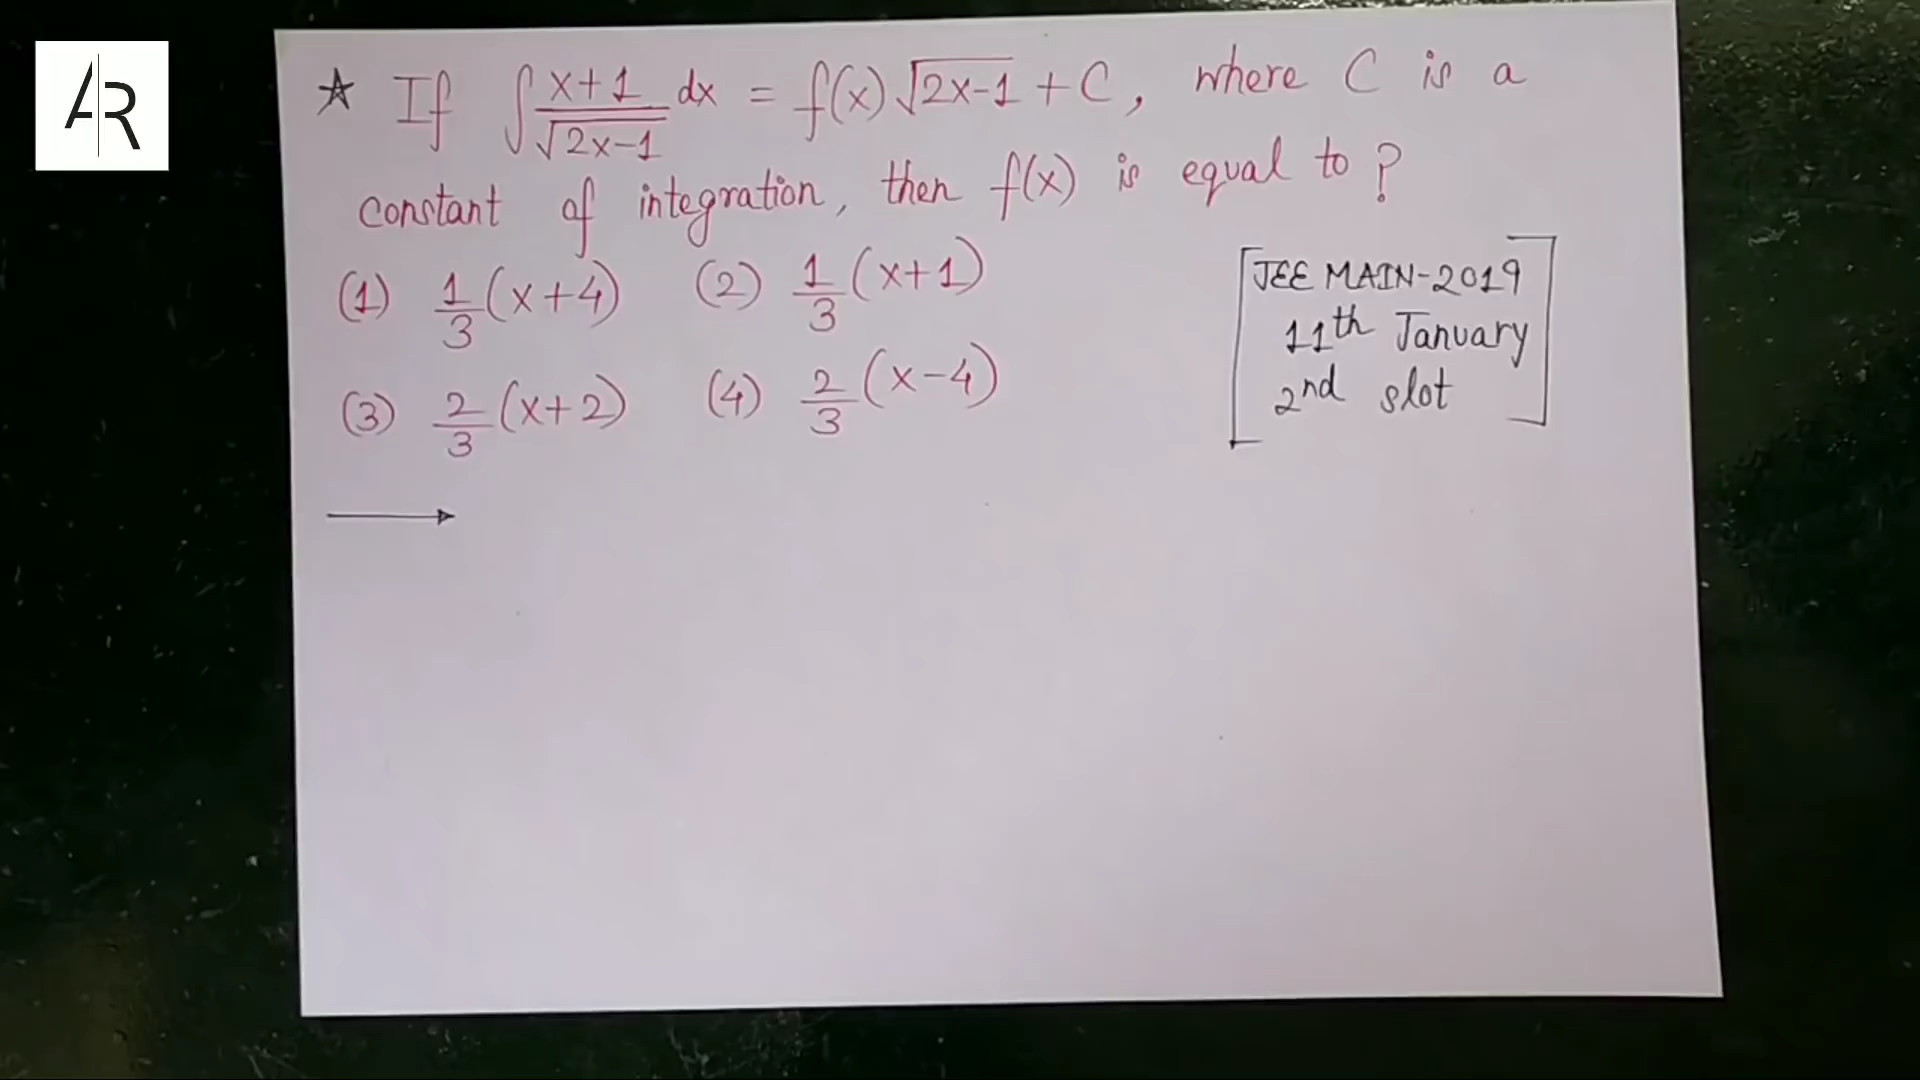 AR
☆ If ∫ x+1/√2x-1 dx = f(x)√2x-1 + C, where C is a
constant of integration, then f(x) is equal to?
(1) 1/3 (x+4) (2) 1/3 (x+1)
(3) 2/3 (x+2) (4) 2/3 (x-4)
[JEE MAIN-2019
11th January
2nd slot]